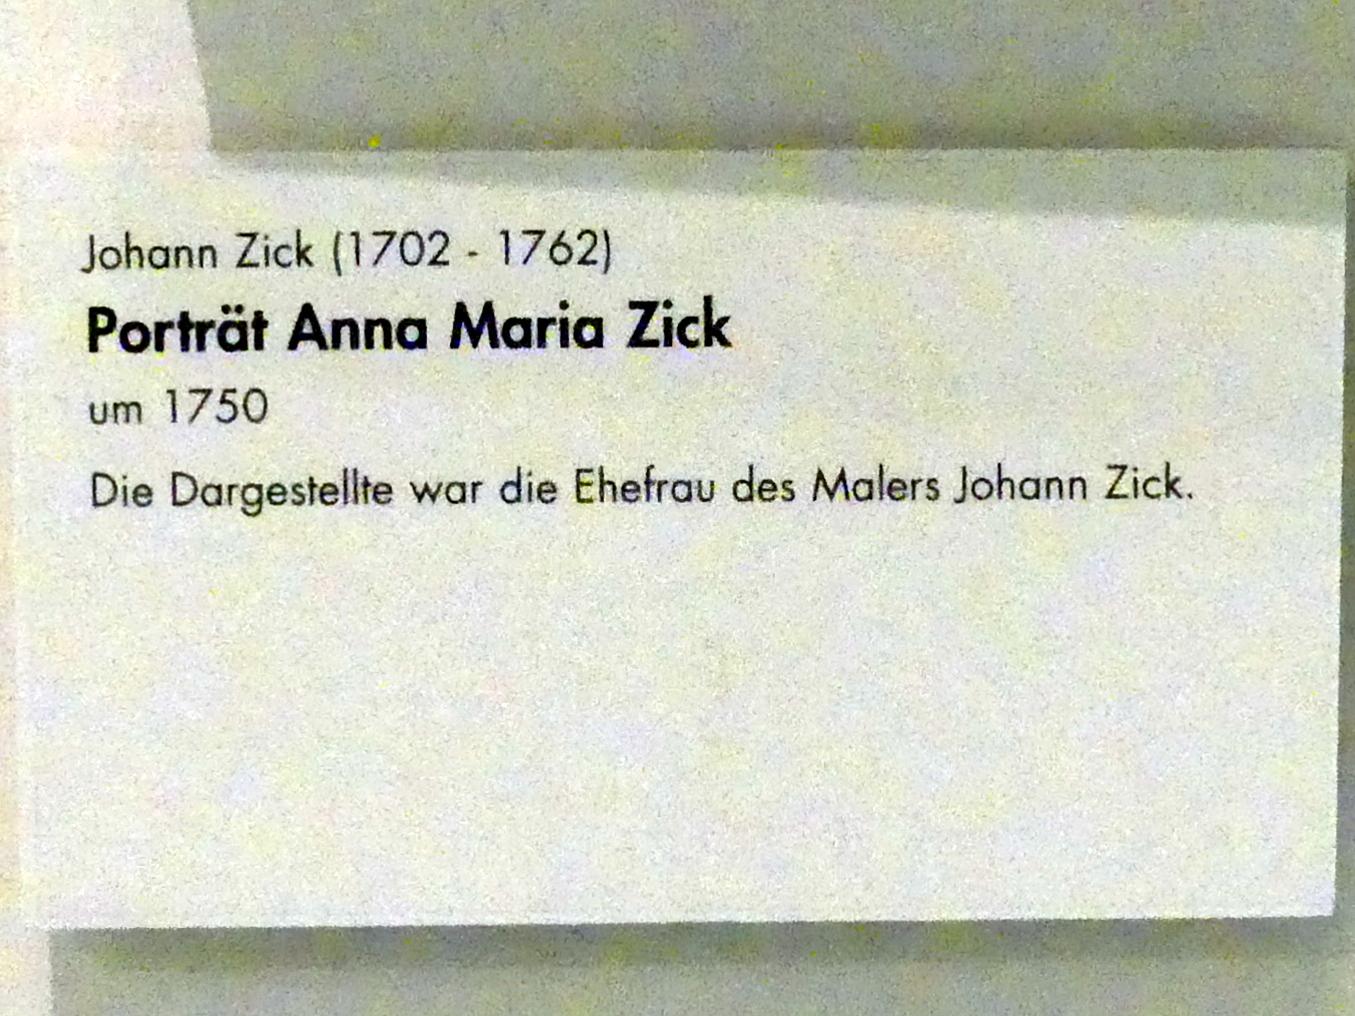 Johann Zick (1702 - 1762)
Porträt Anna Maria Zick
um 1750
Die Dargestellte war die Ehefrau des Malers Johann Zick.